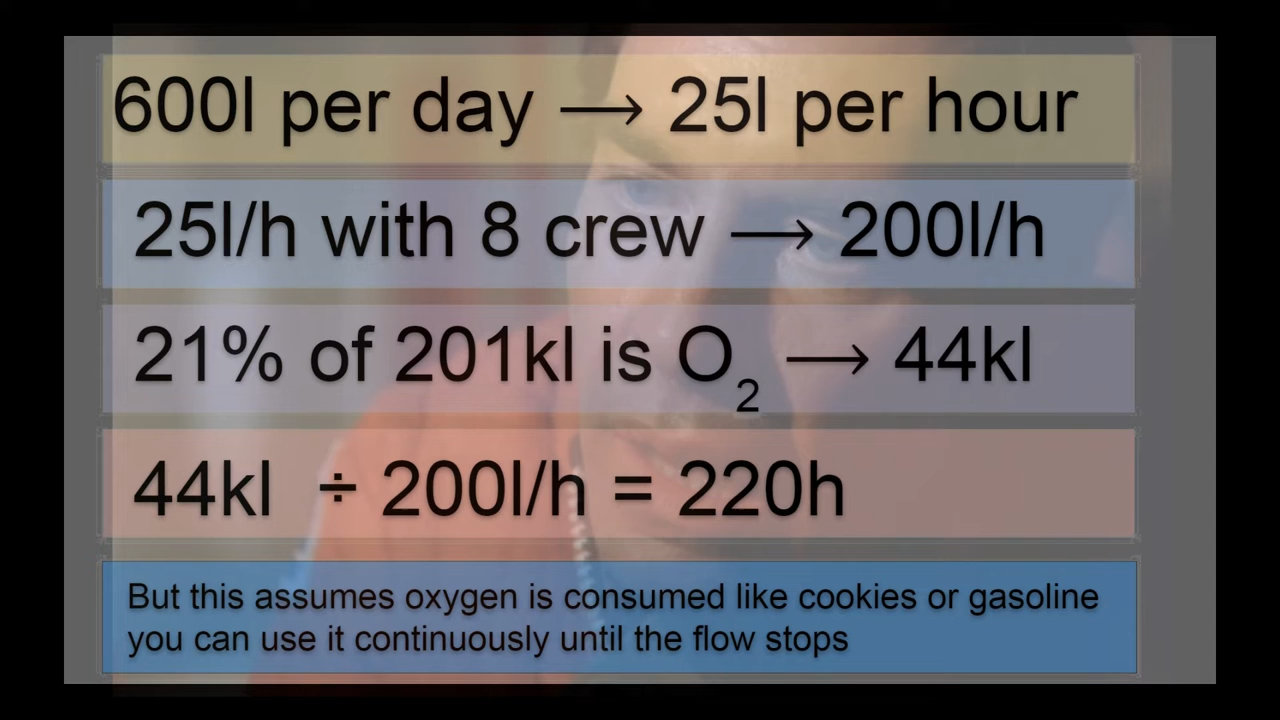 600l per day ⟶ 25l per hour
25l/h with 8 crew ⟶ 200l/h
21% of 201kl is O₂ ⟶ 44kl
44kl ÷ 200l/h = 220h
But this assumes oxygen is consumed like cookies or gasoline
you can use it continuously until the flow stops